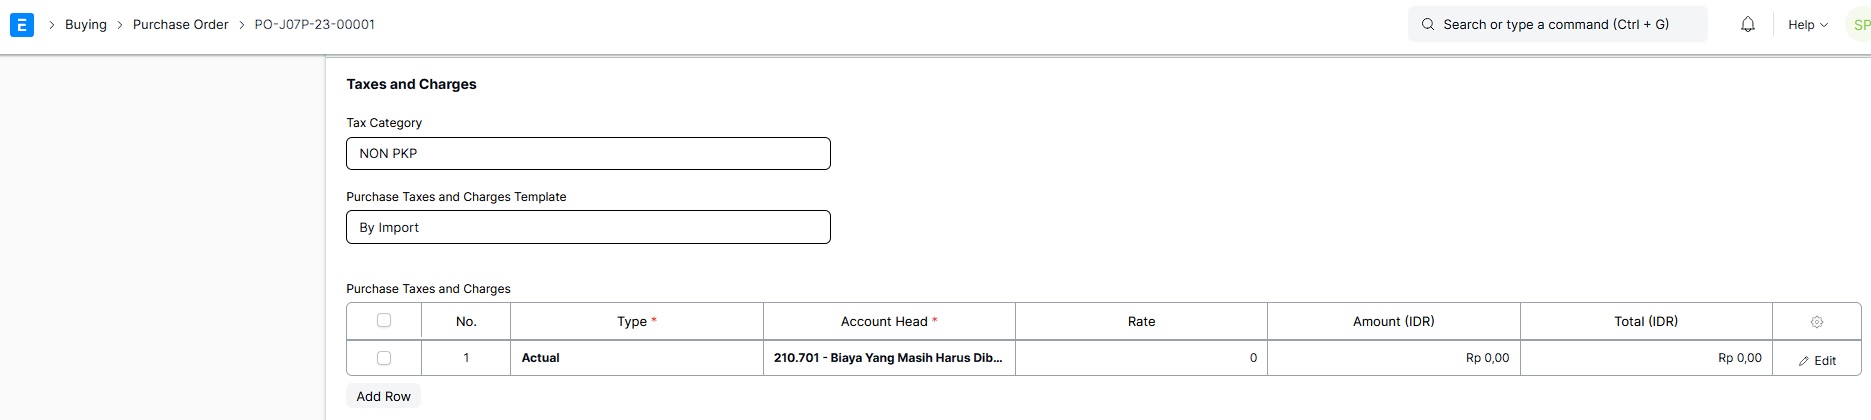 E > Buying > Purchase Order > PO-J07P-23-00001 Search or type a command (Ctrl + G) Help SP
Taxes and Charges
Tax Category
NON PKP
Purchase Taxes and Charges Template
By Import
Purchase Taxes and Charges
No. Type * Account Head * Rate Amount (IDR) Total (IDR)
1 Actual 210.701 - Biaya Yang Masih Harus Dib... 0 Rp 0,00 Rp 0,00 Edit
Add Row